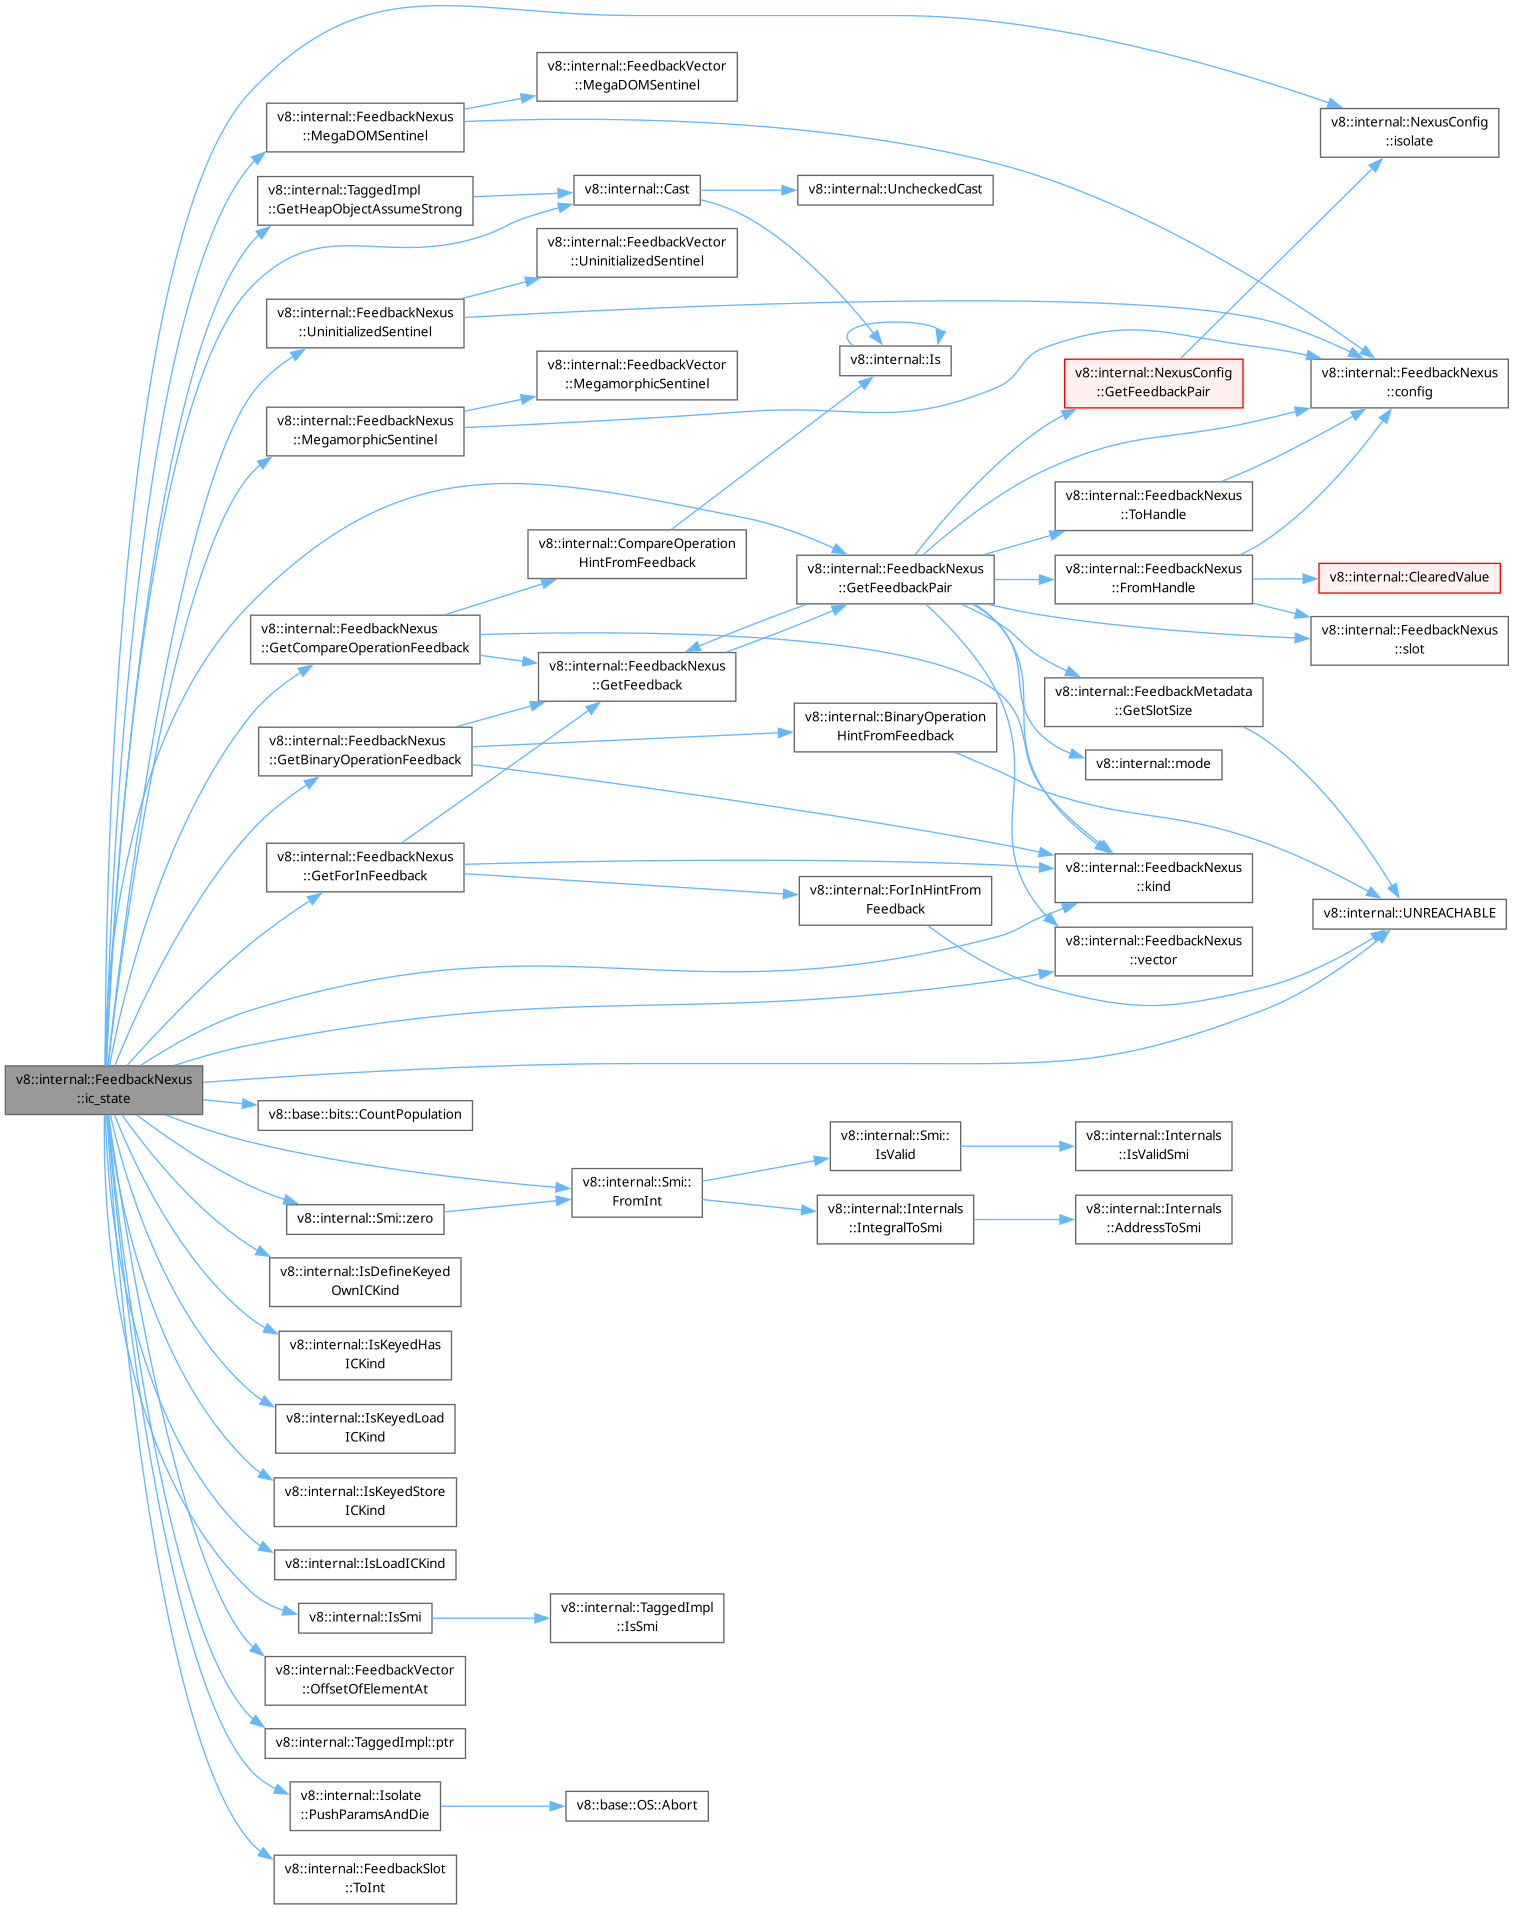 v8::internal::FeedbackVector
::MegaDOMSentinel
v8::internal::FeedbackNexus
::MegaDOMSentinel
v8::internal::NexusConfig
::isolate
v8::internal::TaggedImpl
::GetHeapObjectAssumeStrong
v8::internal::Cast
v8::internal::UncheckedCast
v8::internal::FeedbackVector
::UninitializedSentinel
v8::internal::FeedbackNexus
::UninitializedSentinel
v8::internal::Is
v8::internal::FeedbackVector
::MegamorphicSentinel
v8::internal::NexusConfig
::GetFeedbackPair
v8::internal::FeedbackNexus
::config
v8::internal::FeedbackNexus
::MegamorphicSentinel
v8::internal::FeedbackNexus
::ToHandle
v8::internal::CompareOperation
HintFromFeedback
v8::internal::FeedbackNexus
::GetFeedbackPair
v8::internal::FeedbackNexus
::FromHandle
v8::internal::ClearedValue
v8::internal::FeedbackNexus
::GetCompareOperationFeedback
v8::internal::FeedbackNexus
::slot
v8::internal::FeedbackNexus
::GetFeedback
v8::internal::FeedbackMetadata
::GetSlotSize
v8::internal::BinaryOperation
HintFromFeedback
v8::internal::FeedbackNexus
::GetBinaryOperationFeedback
v8::internal::mode
v8::internal::FeedbackNexus
::GetForInFeedback
v8::internal::FeedbackNexus
::kind
v8::internal::ForInHintFrom
Feedback
v8::internal::UNREACHABLE
v8::internal::FeedbackNexus
::vector
v8::internal::FeedbackNexus
::ic_state
v8::base::bits::CountPopulation
v8::internal::Smi::
IsValid
v8::internal::Internals
::IsValidSmi
v8::internal::Smi::
FromInt
v8::internal::Smi::zero
v8::internal::Internals
::IntegralToSmi
v8::internal::Internals
::AddressToSmi
v8::internal::IsDefineKeyed
OwnICKind
v8::internal::IsKeyedHas
ICKind
v8::internal::IsKeyedLoad
ICKind
v8::internal::IsKeyedStore
ICKind
v8::internal::IsLoadICKind
v8::internal::IsSmi
v8::internal::TaggedImpl
::IsSmi
v8::internal::FeedbackVector
::OffsetOfElementAt
v8::internal::TaggedImpl::ptr
v8::internal::Isolate
::PushParamsAndDie
v8::base::OS::Abort
v8::internal::FeedbackSlot
::ToInt